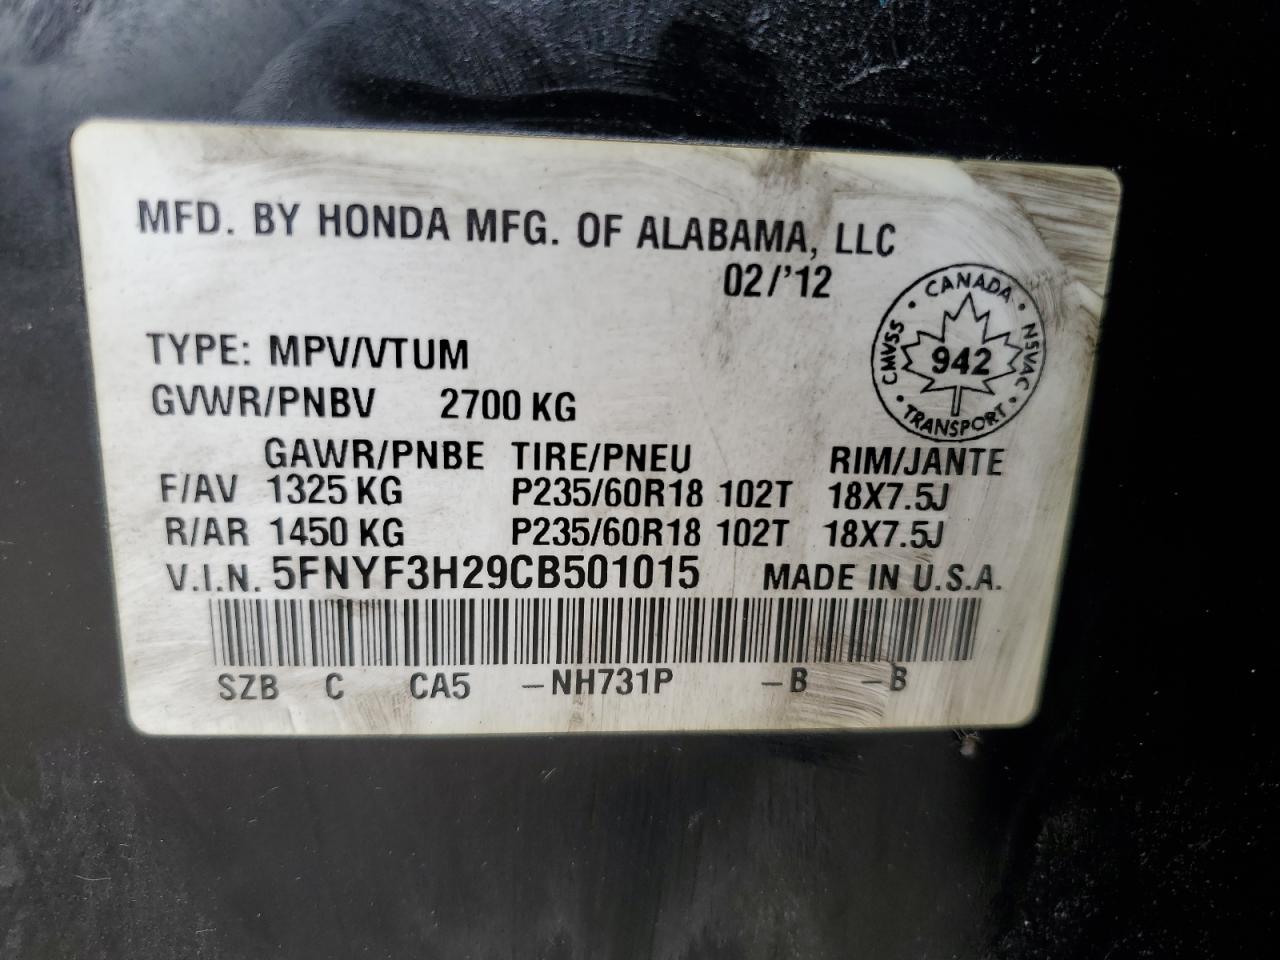 MFD. BY HONDA MFG. OF ALABAMA, LLC
02/'12
CANADA
CMVSS
942
NSVAC
TRANSPORT
TYPE: MPV/VTUM
GVWR/PNBV 2700 KG
GAWR/PNBE TIRE/PNEU RIM/JANTE
F/AV 1325 KG P235/60R18 102T 18X7.5J
R/AR 1450 KG P235/60R18 102T 18X7.5J
V.I.N. 5FNYF3H29CB501015 MADE IN U.S.A.
SZB C CA5 –NH731P –B –B